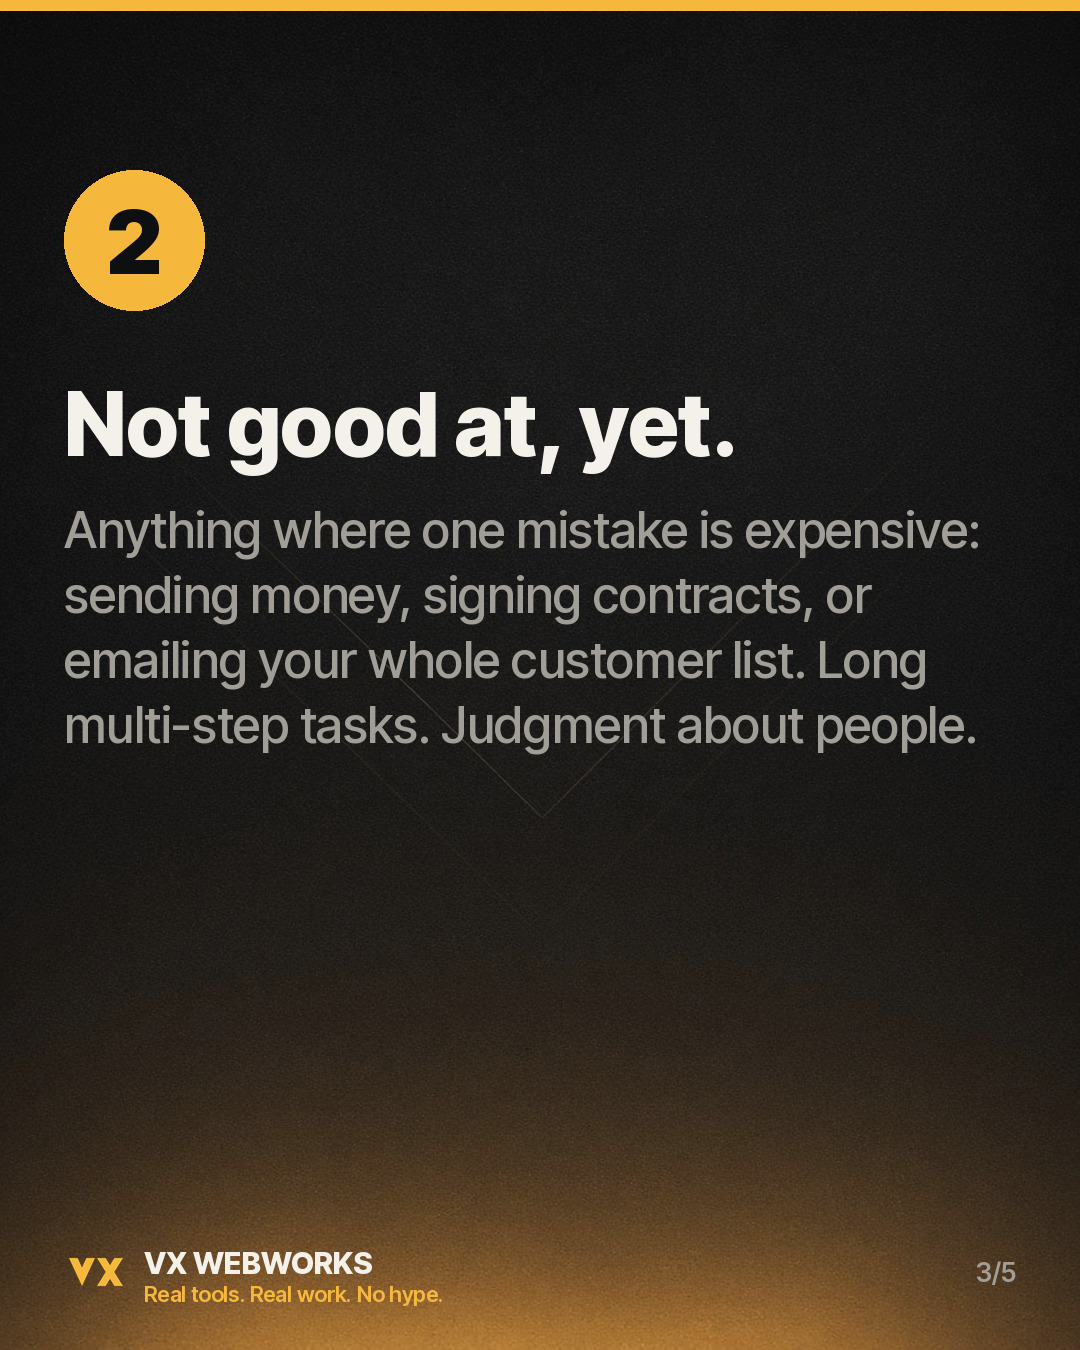 2
Not good at, yet.
Anything where one mistake is expensive:
sending money, signing contracts, or
emailing your whole customer list. Long
multi-step tasks. Judgment about people.
VX
VX WEBWORKS
Real tools. Real work. No hype.
3/5